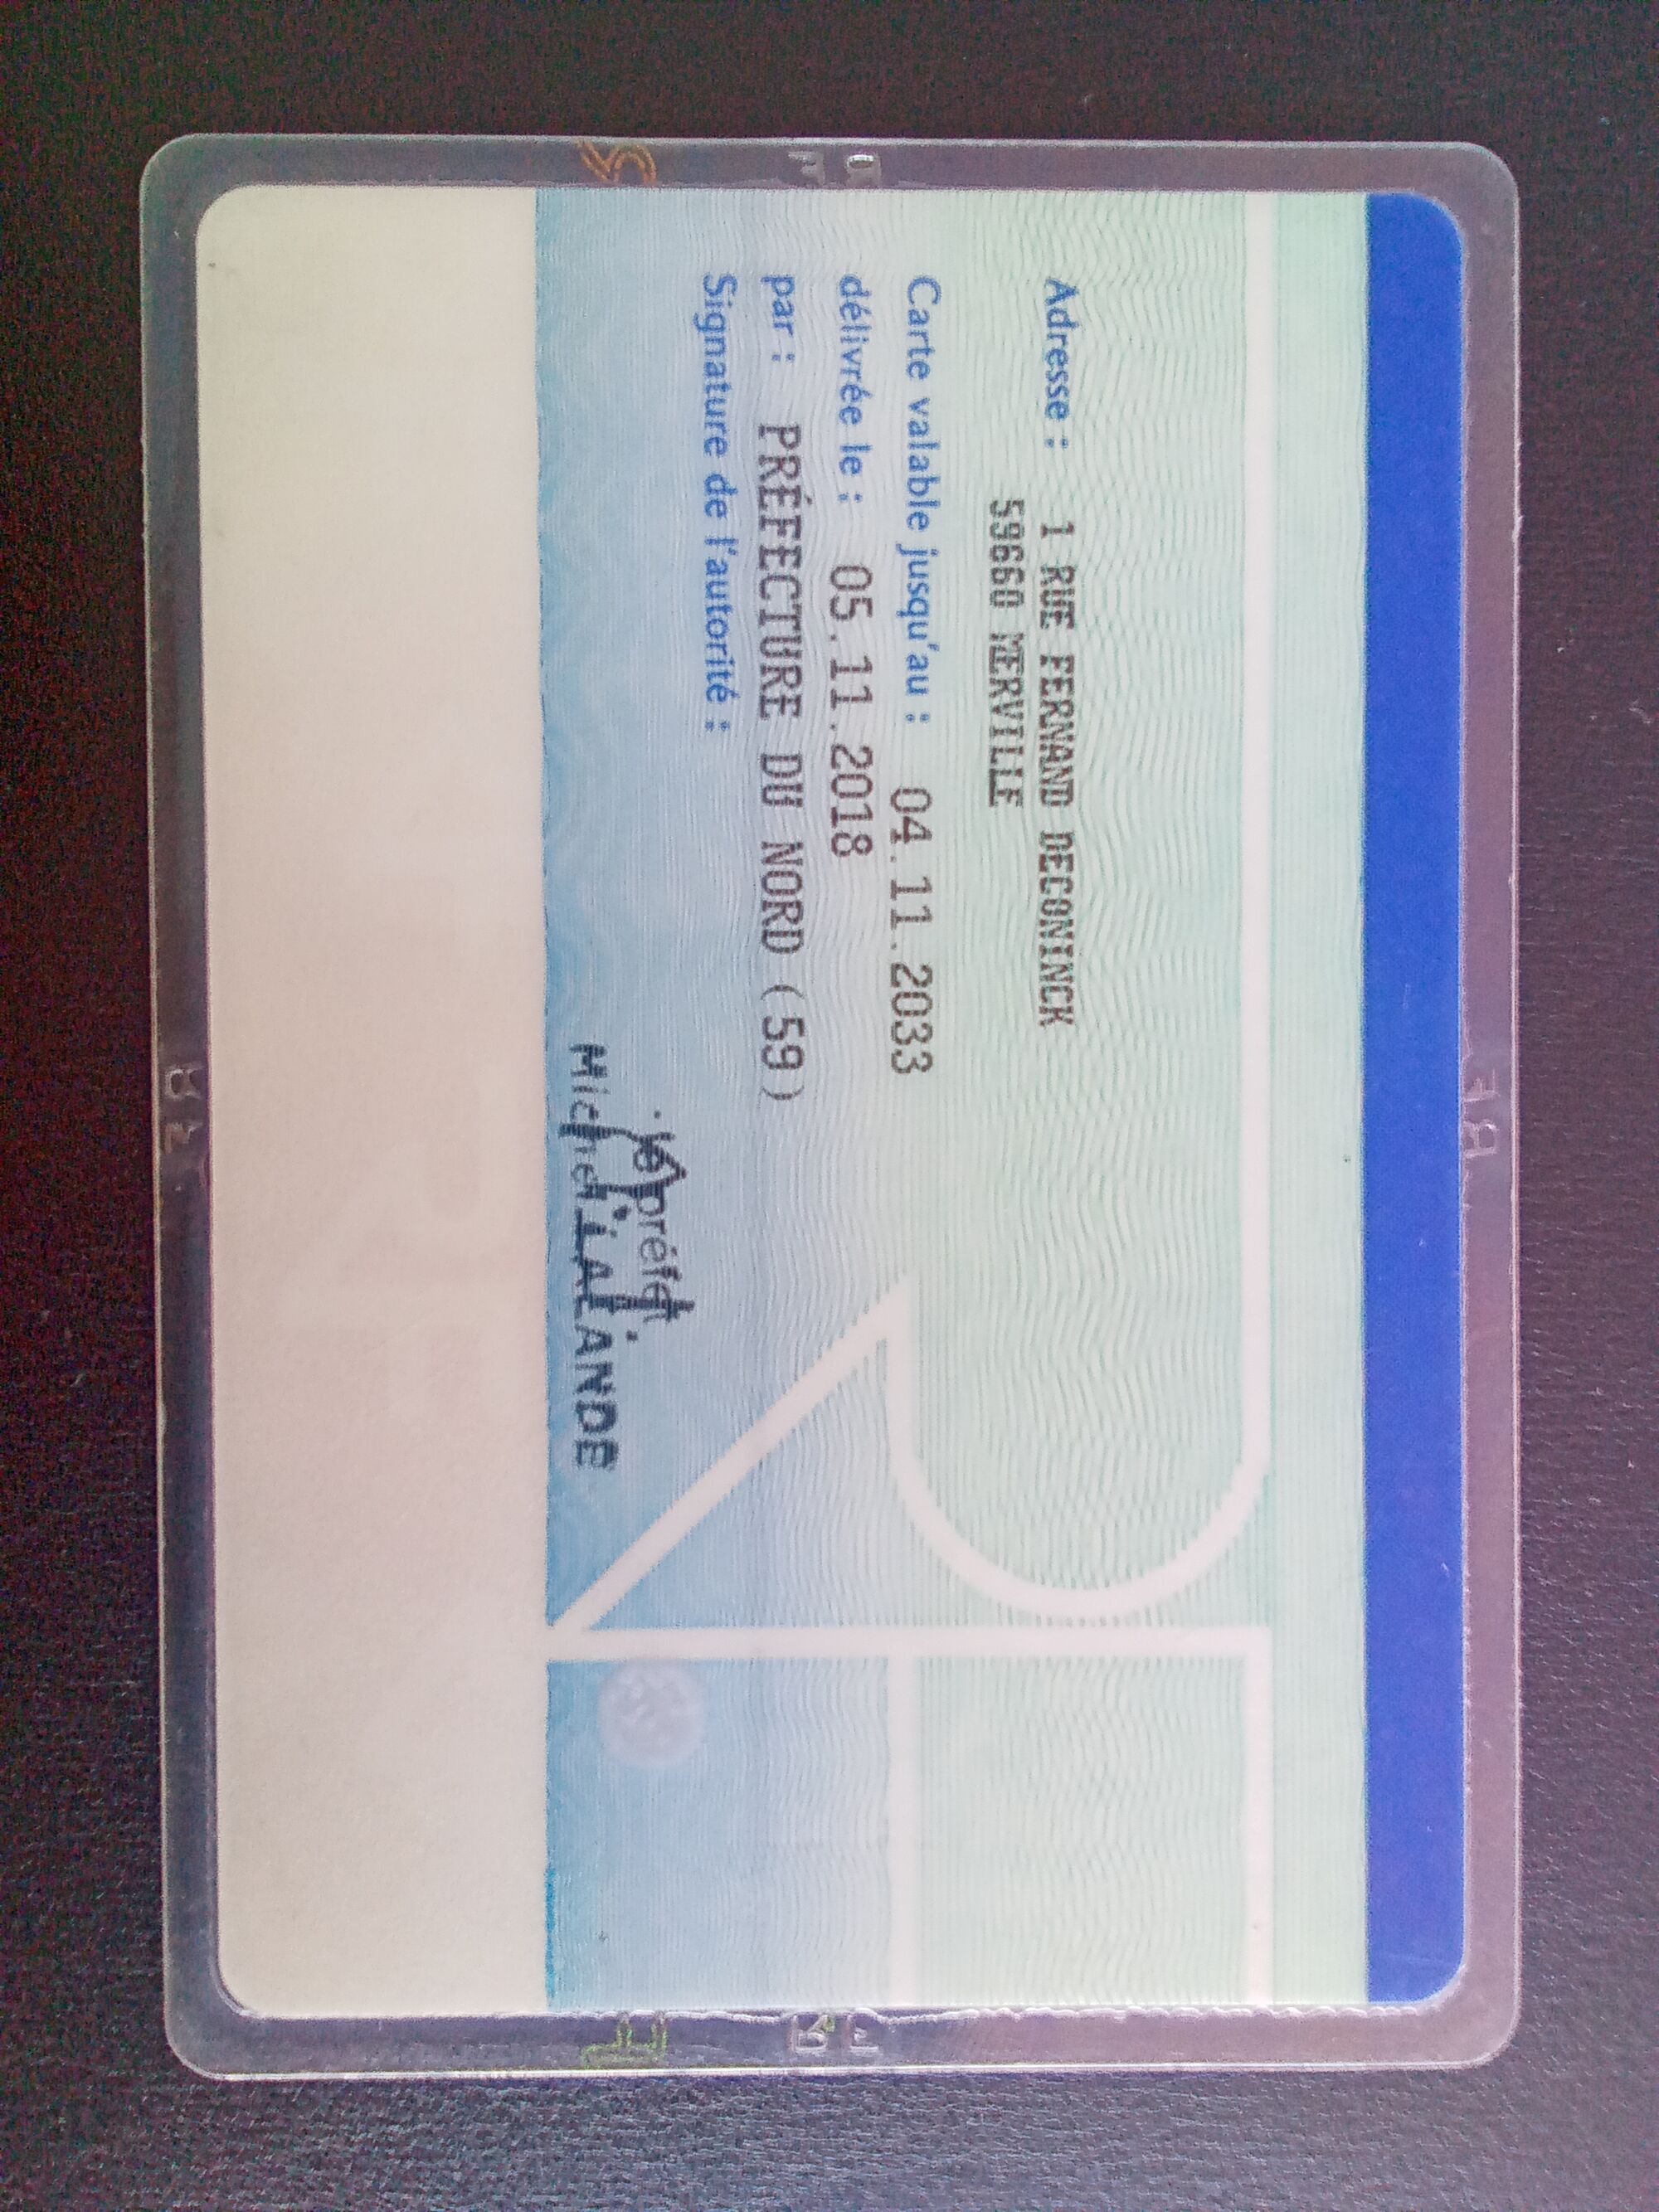 Adresse : 1 RUE FERNAND DECONINCK
59660 MERVILLE
Carte valable jusqu'au : 04.11.2033
délivrée le : 05.11.2018
par : PRÉFECTURE DU NORD (59)
Signature de l'autorité :
le préfet
Michel LALANDE